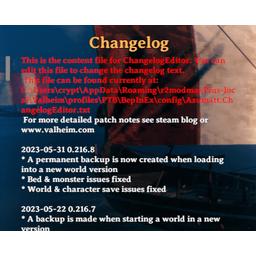 Changelog
This is the content file for ChangelogEditor. You can
edit this file to change the changelog text.
This file can be found currently at:
C:\Users\crypt\AppData\Roaming\r2modmanPlus-loc
al\Valheim\profiles\PTB\BepInEx\config\Azumatt.Ch
angelogEditor.txt
For more detailed patch notes see steam blog or
www.valheim.com
2023-05-31 0.216.8
* A permanent backup is now created when loading
into a new world version
* Bed & monster issues fixed
* World & character save issues fixed
2023-05-22 0.216.7
* A backup is made when starting a world in a new
version